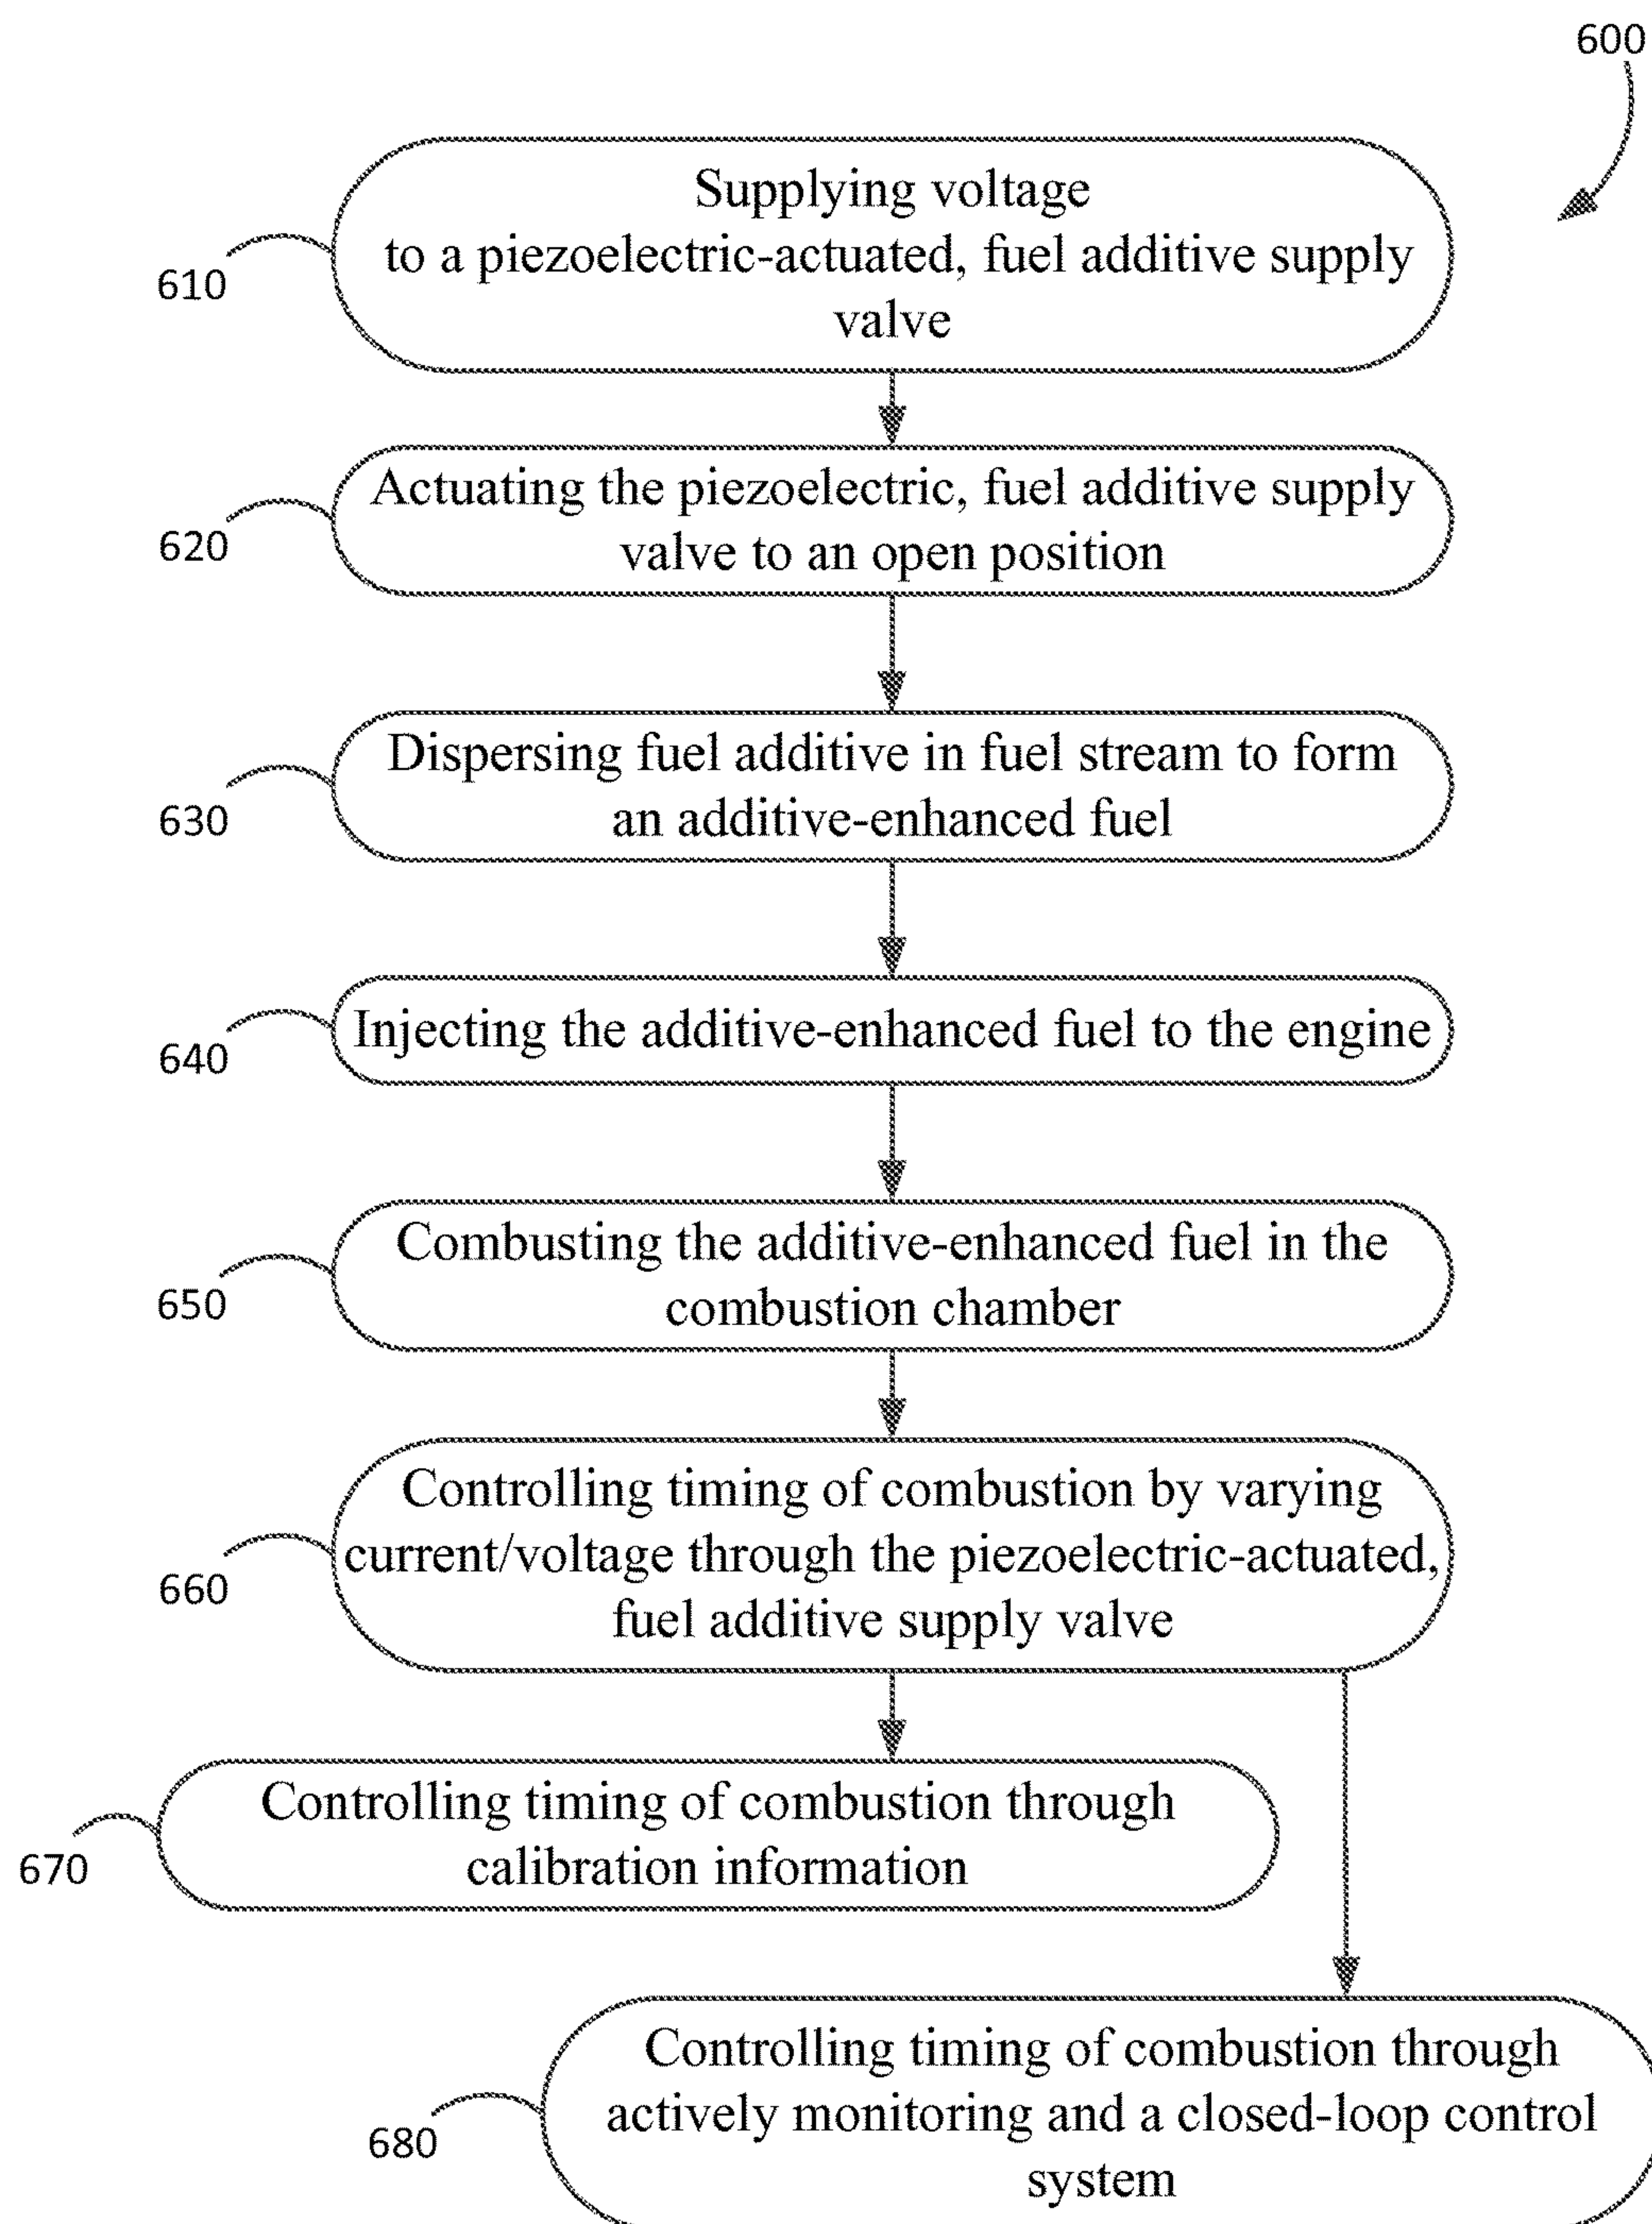 600
Supplying voltage
to a piezoelectric-actuated, fuel additive supply
valve
610
Actuating the piezoelectric, fuel additive supply
valve to an open position
620
Dispersing fuel additive in fuel stream to form
an additive-enhanced fuel
630
Injecting the additive-enhanced fuel to the engine
640
Combusting the additive-enhanced fuel in the
combustion chamber
650
Controlling timing of combustion by varying
current/voltage through the piezoelectric-actuated,
fuel additive supply valve
660
Controlling timing of combustion through
calibration information
670
Controlling timing of combustion through
actively monitoring and a closed-loop control
system
680